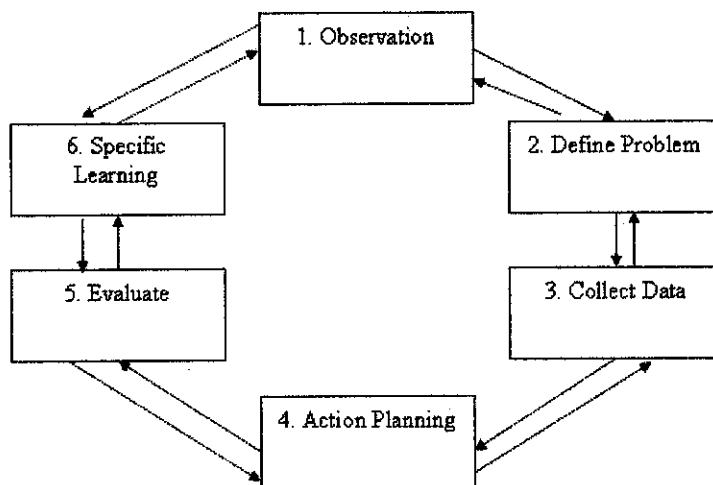 1. Observation
2. Define Problem
3. Collect Data
4. Action Planning
5. Evaluate
6. Specific
Learning